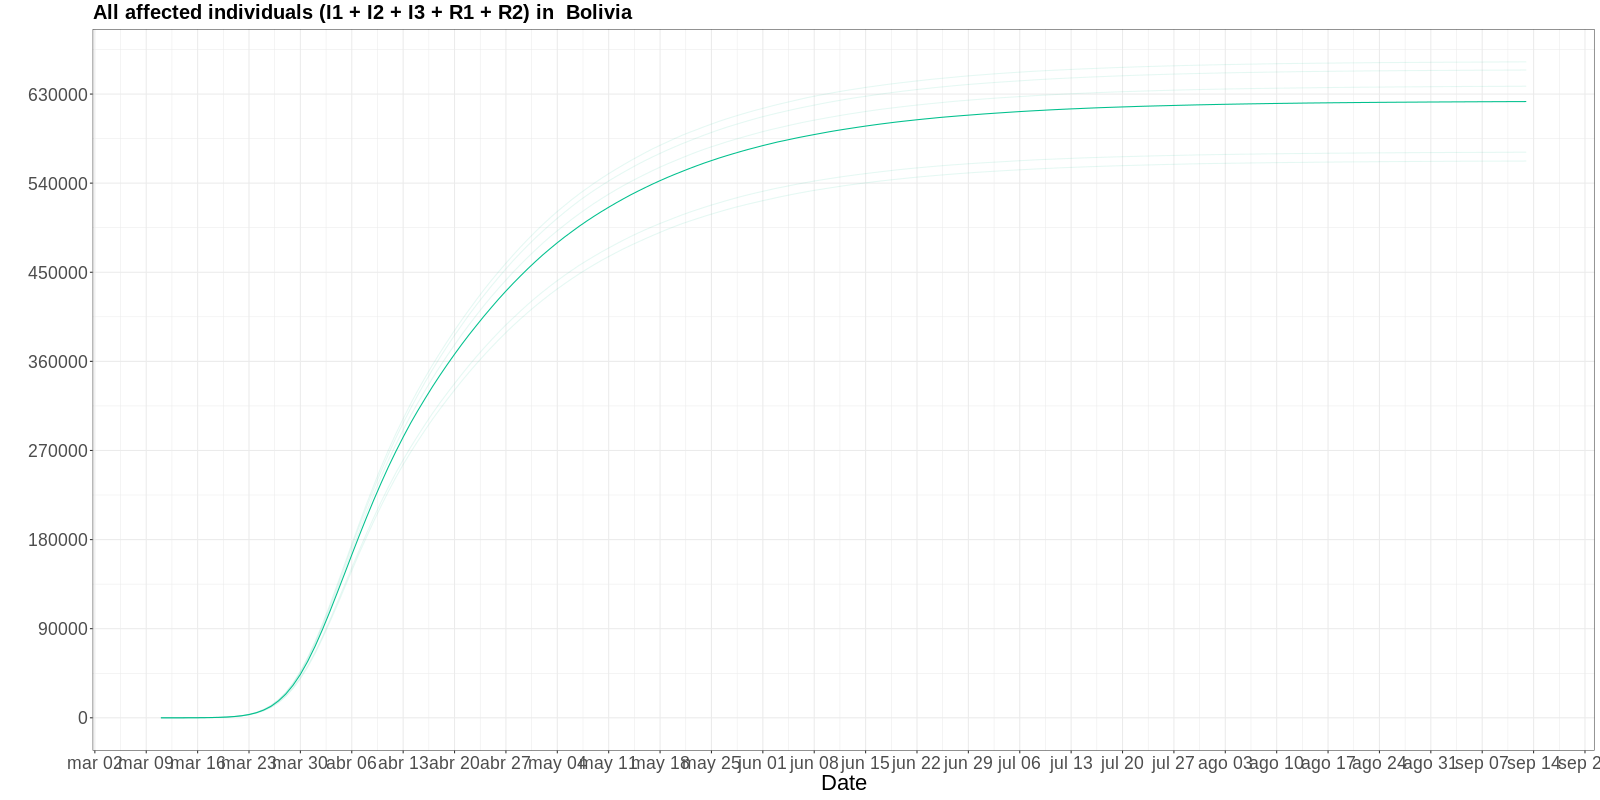 All affected individuals (I1 + I2 + I3 + R1 + R2) in  Bolivia
630000
540000
450000
360000
270000
180000
90000
0
mar 02 mar 09 mar 16 mar 23 mar 30 abr 06 abr 13 abr 20 abr 27 may 04 may 11 may 18 may 25 jun 01 jun 08 jun 15 jun 22 jun 29 jul 06 jul 13 jul 20 jul 27 ago 03 ago 10 ago 17 ago 24 ago 31 sep 07 sep 14 sep 2
Date